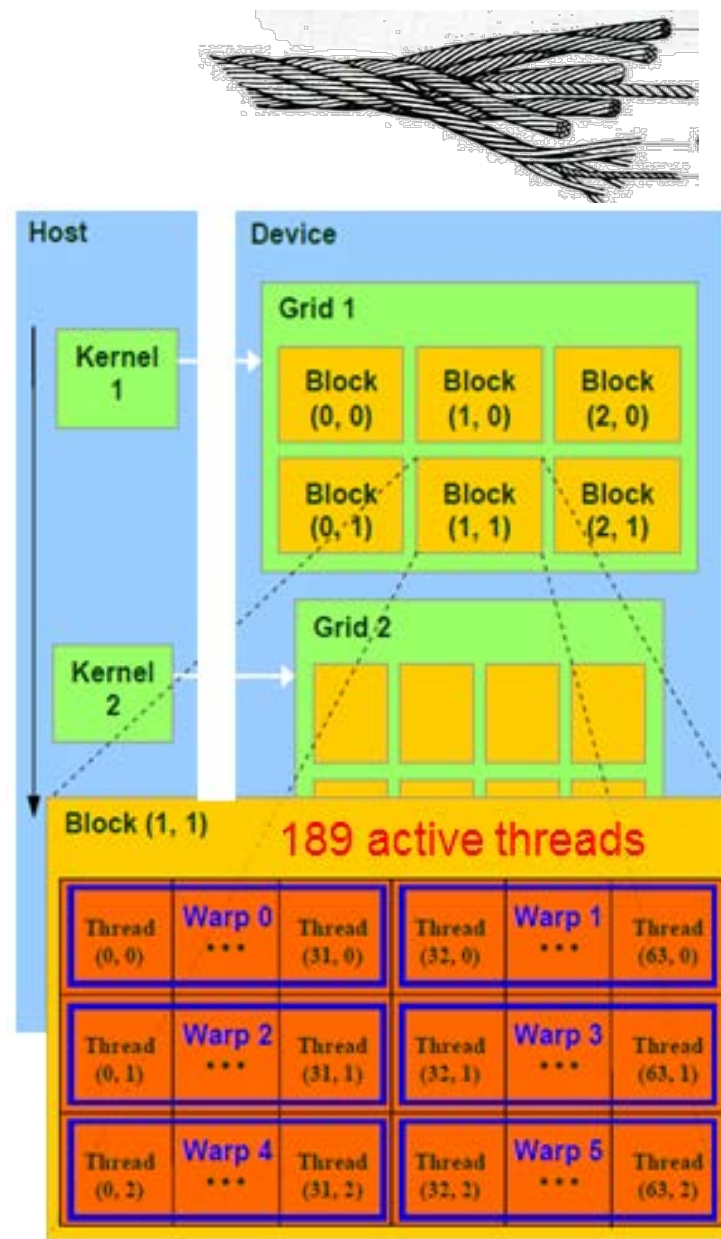 Host
Device
Grid 1
Kernel
1
Block
(0, 0)
Block
(1, 0)
Block
(2, 0)
Block
(0, 1)
Block
(1, 1)
Block
(2, 1)
Grid 2
Kernel
2
Block (1, 1)
189 active threads
Thread
(0, 0)
Warp 0
•••
Thread
(31, 0)
Thread
(32, 0)
Warp 1
•••
Thread
(63, 0)
Thread
(0, 1)
Warp 2
•••
Thread
(31, 1)
Thread
(32, 1)
Warp 3
•••
Thread
(63, 1)
Thread
(0, 2)
Warp 4
•••
Thread
(31, 2)
Thread
(32, 2)
Warp 5
•••
Thread
(63, 2)